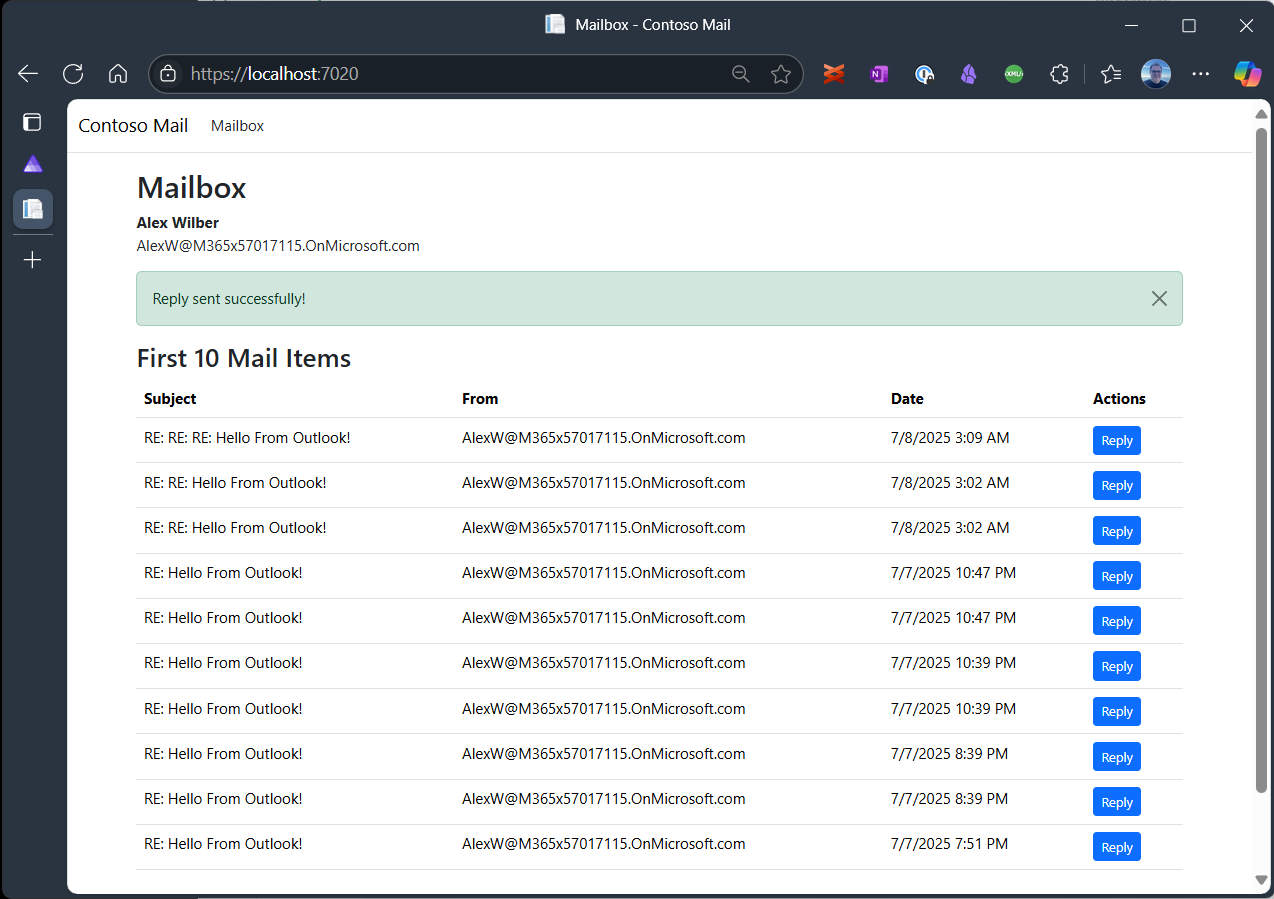 Mailbox - Contoso Mail
https://localhost:7020
Contoso Mail Mailbox
Mailbox
Alex Wilber
AlexW@M365x57017115.OnMicrosoft.com
Reply sent successfully!
First 10 Mail Items
Subject From Date Actions
RE: RE: RE: Hello From Outlook! AlexW@M365x57017115.OnMicrosoft.com 7/8/2025 3:09 AM Reply
RE: RE: Hello From Outlook! AlexW@M365x57017115.OnMicrosoft.com 7/8/2025 3:02 AM Reply
RE: RE: Hello From Outlook! AlexW@M365x57017115.OnMicrosoft.com 7/8/2025 3:02 AM Reply
RE: Hello From Outlook! AlexW@M365x57017115.OnMicrosoft.com 7/7/2025 10:47 PM Reply
RE: Hello From Outlook! AlexW@M365x57017115.OnMicrosoft.com 7/7/2025 10:47 PM Reply
RE: Hello From Outlook! AlexW@M365x57017115.OnMicrosoft.com 7/7/2025 10:39 PM Reply
RE: Hello From Outlook! AlexW@M365x57017115.OnMicrosoft.com 7/7/2025 10:39 PM Reply
RE: Hello From Outlook! AlexW@M365x57017115.OnMicrosoft.com 7/7/2025 8:39 PM Reply
RE: Hello From Outlook! AlexW@M365x57017115.OnMicrosoft.com 7/7/2025 8:39 PM Reply
RE: Hello From Outlook! AlexW@M365x57017115.OnMicrosoft.com 7/7/2025 7:51 PM Reply